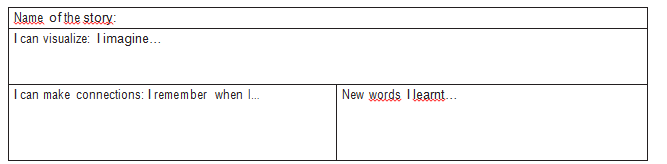 Name of the story:
I can visualize: I imagine…
I can make connections: I remember when I...
New words I learnt…